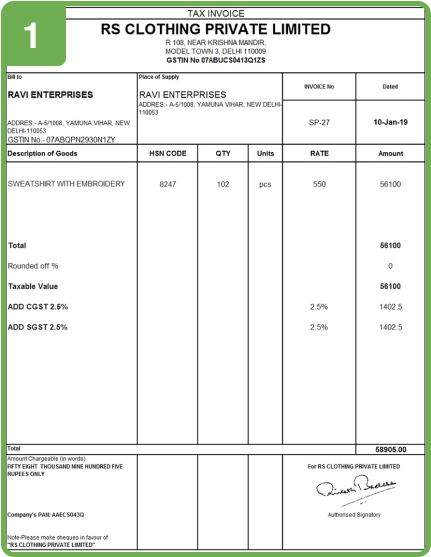 1
TAX INVOICE
RS CLOTHING PRIVATE LIMITED
R 108, NEAR KRISHNA MANDIR,
MODEL TOWN 3, DELHI 110009
GSTIN No 07ABUCS0413Q1ZS
Bill to
RAVI ENTERPRISES
ADDRES:- A-5/1008, YAMUNA VIHAR, NEW
DELHI-110053
GSTIN No:- 07ABQPN2930N1ZY
Place of Supply
RAVI ENTERPRISES
ADDRES:- A-5/1008, YAMUNA VIHAR, NEW DELHI-
110053
INVOICE No Dated
SP-27 10-Jan-19
Description of Goods HSN CODE QTY Units RATE Amount
SWEATSHIRT WITH EMBROIDERY 8247 102 pcs 550 56100
Total 56100
Rounded off % 0
Taxable Value 56100
ADD CGST 2.5% 2.5% 1402.5
ADD SGST 2.5% 2.5% 1402.5
Total 58905.00
Amount Chargeable (in words)
FIFTY EIGHT THOUSAND NINE HUNDRED FIVE
RUPEES ONLY
For RS CLOTHING PRIVATE LIMITED
Company's PAN: AAECS043Q
Authorised Signatory
Note-Please make cheques in favour of
"RS CLOTHING PRIVATE LIMITED"